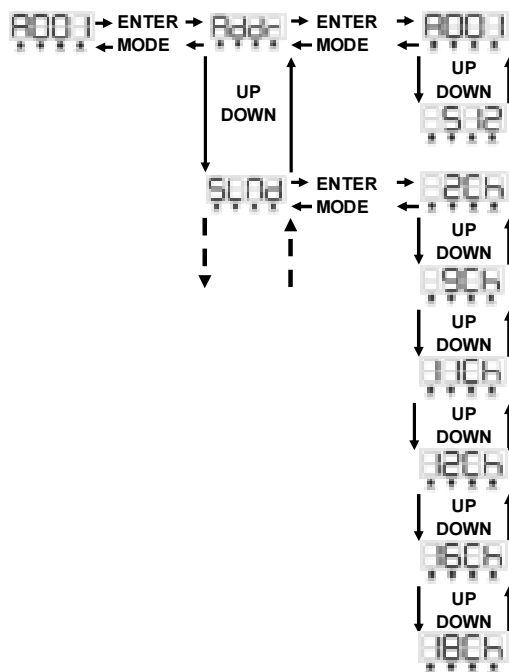 A001 ENTER MODE Addr ENTER MODE A001
UP DOWN
UP DOWN
512
SLNd ENTER MODE 2Ch
UP DOWN
9Ch
UP DOWN
11Ch
UP DOWN
12Ch
UP DOWN
16Ch
UP DOWN
18Ch